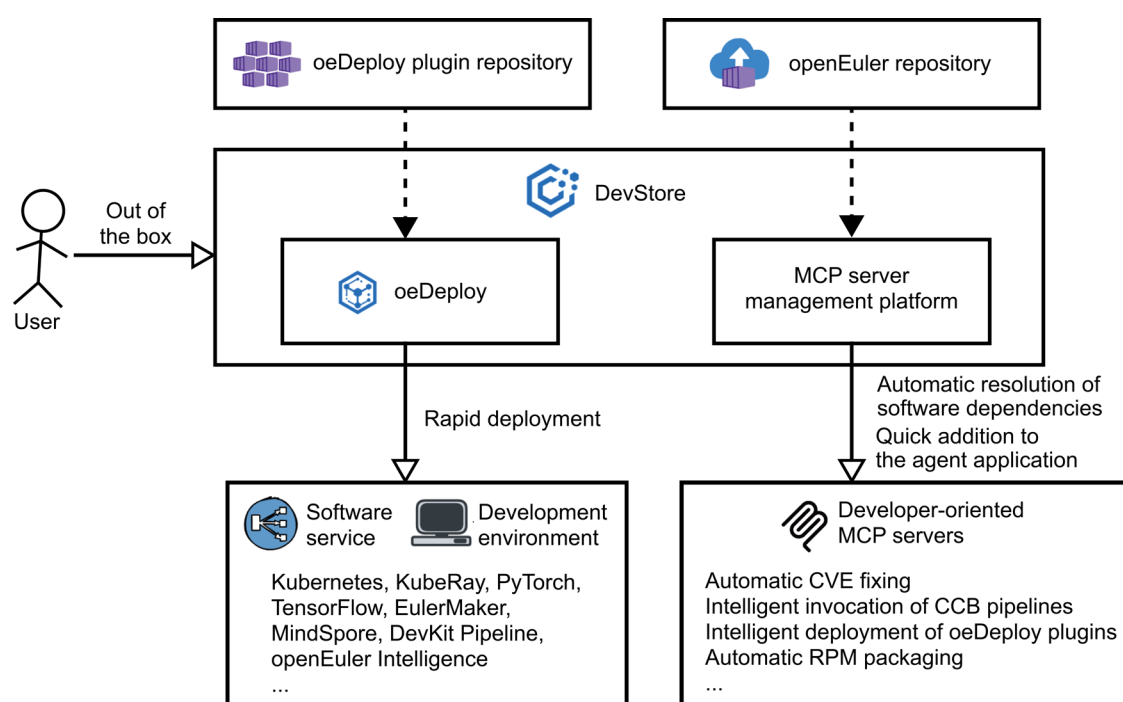 oeDeploy plugin repository
openEuler repository
DevStore
Out of
the box
User
oeDeploy
MCP server
management platform
Rapid deployment
Automatic resolution of
software dependencies
Quick addition to
the agent application
Software
service
Development
environment
Kubernetes, KubeRay, PyTorch,
TensorFlow, EulerMaker,
MindSpore, DevKit Pipeline,
openEuler Intelligence
...
Developer-oriented
MCP servers
Automatic CVE fixing
Intelligent invocation of CCB pipelines
Intelligent deployment of oeDeploy plugins
Automatic RPM packaging
...